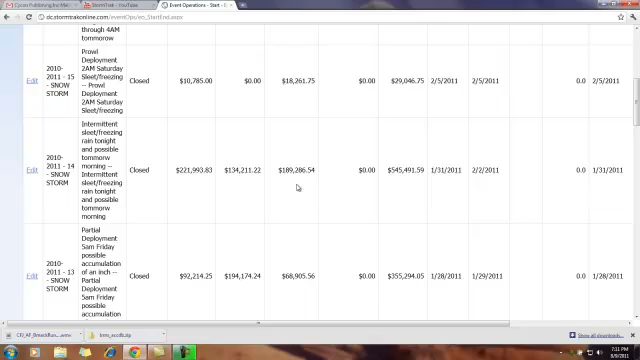 Cjoss Publishing, Inc Mail
StormTrak - YouTube
Event Operations - Start/End
dc.stormtrakonline.com/eventOps/eo_StartEnd.aspx
through 4AM
tommorow
Edit
2010-
2011 - 15
- SNOW
STORM
Prowl
Deployment
2AM Saturday
Sleet/freezing
-- Prowl
Deployment
2AM Saturday
Sleet/freezing
Closed
$10,785.00
$0.00
$18,261.75
$0.00
$29,046.75
2/5/2011
2/5/2011
0.0
2/5/2011
Edit
2010-
2011 - 14
- SNOW
STORM
Intermittent
sleet/freezing
rain tonight
and possible
tommorw
morning --
Intermittent
sleet/freezing
rain tonight
and possible
tommorw
morning
Closed
$221,993.83
$134,211.22
$189,286.54
$0.00
$545,491.59
1/31/2011
2/2/2011
0.0
1/31/2011
Edit
2010-
2011 - 13
- SNOW
STORM
Partial
Deployment
5am Friday
possible
accumulation
of an inch --
Partial
Deployment
5am Friday
possible
accumulation
Closed
$92,214.25
$194,174.24
$68,905.56
$0.00
$355,294.05
1/28/2011
1/29/2011
0.0
1/28/2011
Show all downloads...
7:31 PM
8/9/2011